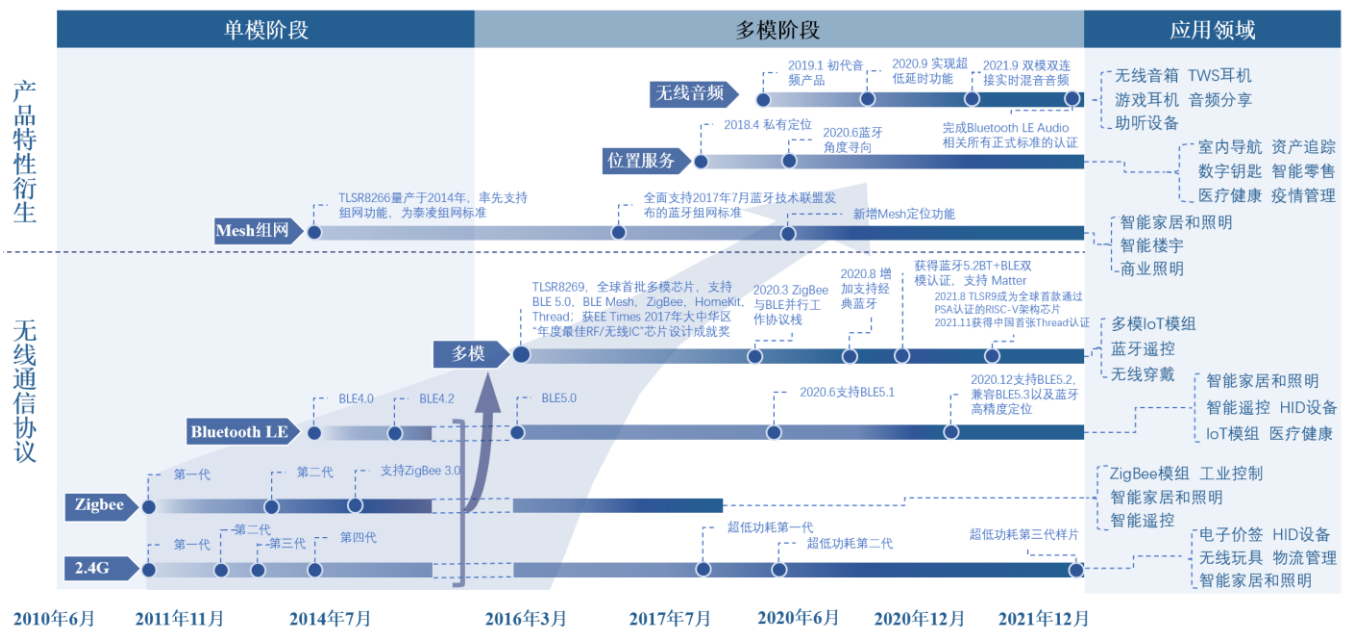 单模阶段
多模阶段
应用领域
产品特性衍生
无线音频
2019.1 初代音
频产品
2020.9 实现超
低延时功能
2021.9 双模双连
接实时混音音频
完成Bluetooth LE Audio
相关所有正式标准的认证
无线音箱 TWS耳机
游戏耳机 音频分享
助听设备
位置服务
2018.4 私有定位
2020.6蓝牙
角度寻向
室内导航 资产追踪
数字钥匙 智能零售
医疗健康 疫情管理
Mesh组网
TLSR8266量产于2014年，率先支持
组网功能，为泰凌组网标准
全面支持2017年7月蓝牙技术联盟发
布的蓝牙组网标准
新增Mesh定位功能
智能家居和照明
智能楼宇
商业照明
无线通信协议
多模
TLSR8269，全球首批多模芯片，支持
BLE 5.0，BLE Mesh，ZigBee，HomeKit，
Thread；获EE Times 2017年大中华区
“年度最佳RF/无线IC”芯片设计成就奖
2020.3 ZigBee
与BLE并行工
作协议栈
2020.8 增
加支持经
典蓝牙
获得蓝牙5.2BT+BLE双
模认证，支持 Matter
2021.8 TLSR9成为全球首款通过
PSA认证的RISC-V架构芯片
2021.11获得中国首张Thread认证
多模IoT模组
蓝牙遥控
无线穿戴
Bluetooth LE
BLE4.0
BLE4.2
BLE5.0
2020.6支持BLE5.1
2020.12支持BLE5.2，
兼容BLE5.3以及蓝牙
高精度定位
智能家居和照明
智能遥控 HID设备
IoT模组 医疗健康
Zigbee
第一代
第二代
支持ZigBee 3.0
ZigBee模组 工业控制
智能家居和照明
智能遥控
2.4G
第一代
第二代
第三代
第四代
超低功耗第一代
超低功耗第二代
超低功耗第三代样片
电子价签 HID设备
无线玩具 物流管理
智能家居和照明
2010年6月
2011年11月
2014年7月
2016年3月
2017年7月
2020年6月
2020年12月
2021年12月